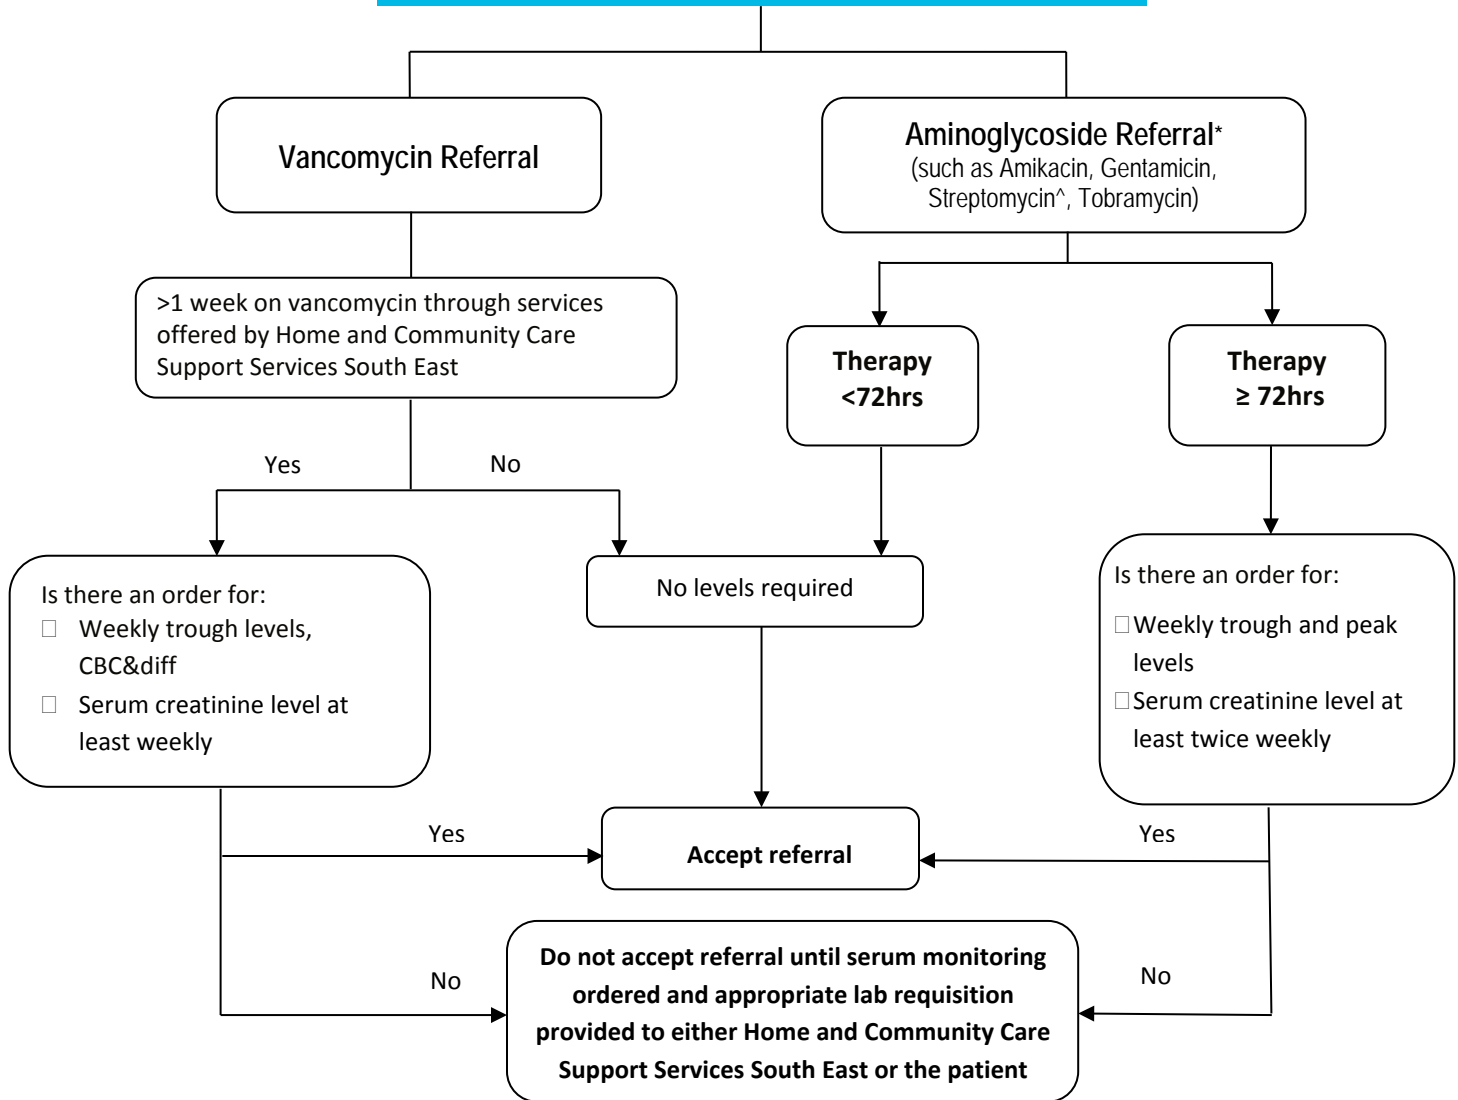 Vancomycin Referral
Aminoglycoside Referral*
(such as Amikacin, Gentamicin,
Streptomycin^, Tobramycin)
>1 week on vancomycin through services
offered by Home and Community Care
Support Services South East
Therapy
<72hrs
Therapy
≥ 72hrs
Yes
No
Is there an order for:
☐ Weekly trough levels,
CBC&diff
☐ Serum creatinine level at
least weekly
No levels required
Is there an order for:
☐ Weekly trough and peak
levels
☐ Serum creatinine level at
least twice weekly
Yes
Accept referral
Yes
No
Do not accept referral until serum monitoring
ordered and appropriate lab requisition
provided to either Home and Community Care
Support Services South East or the patient
No